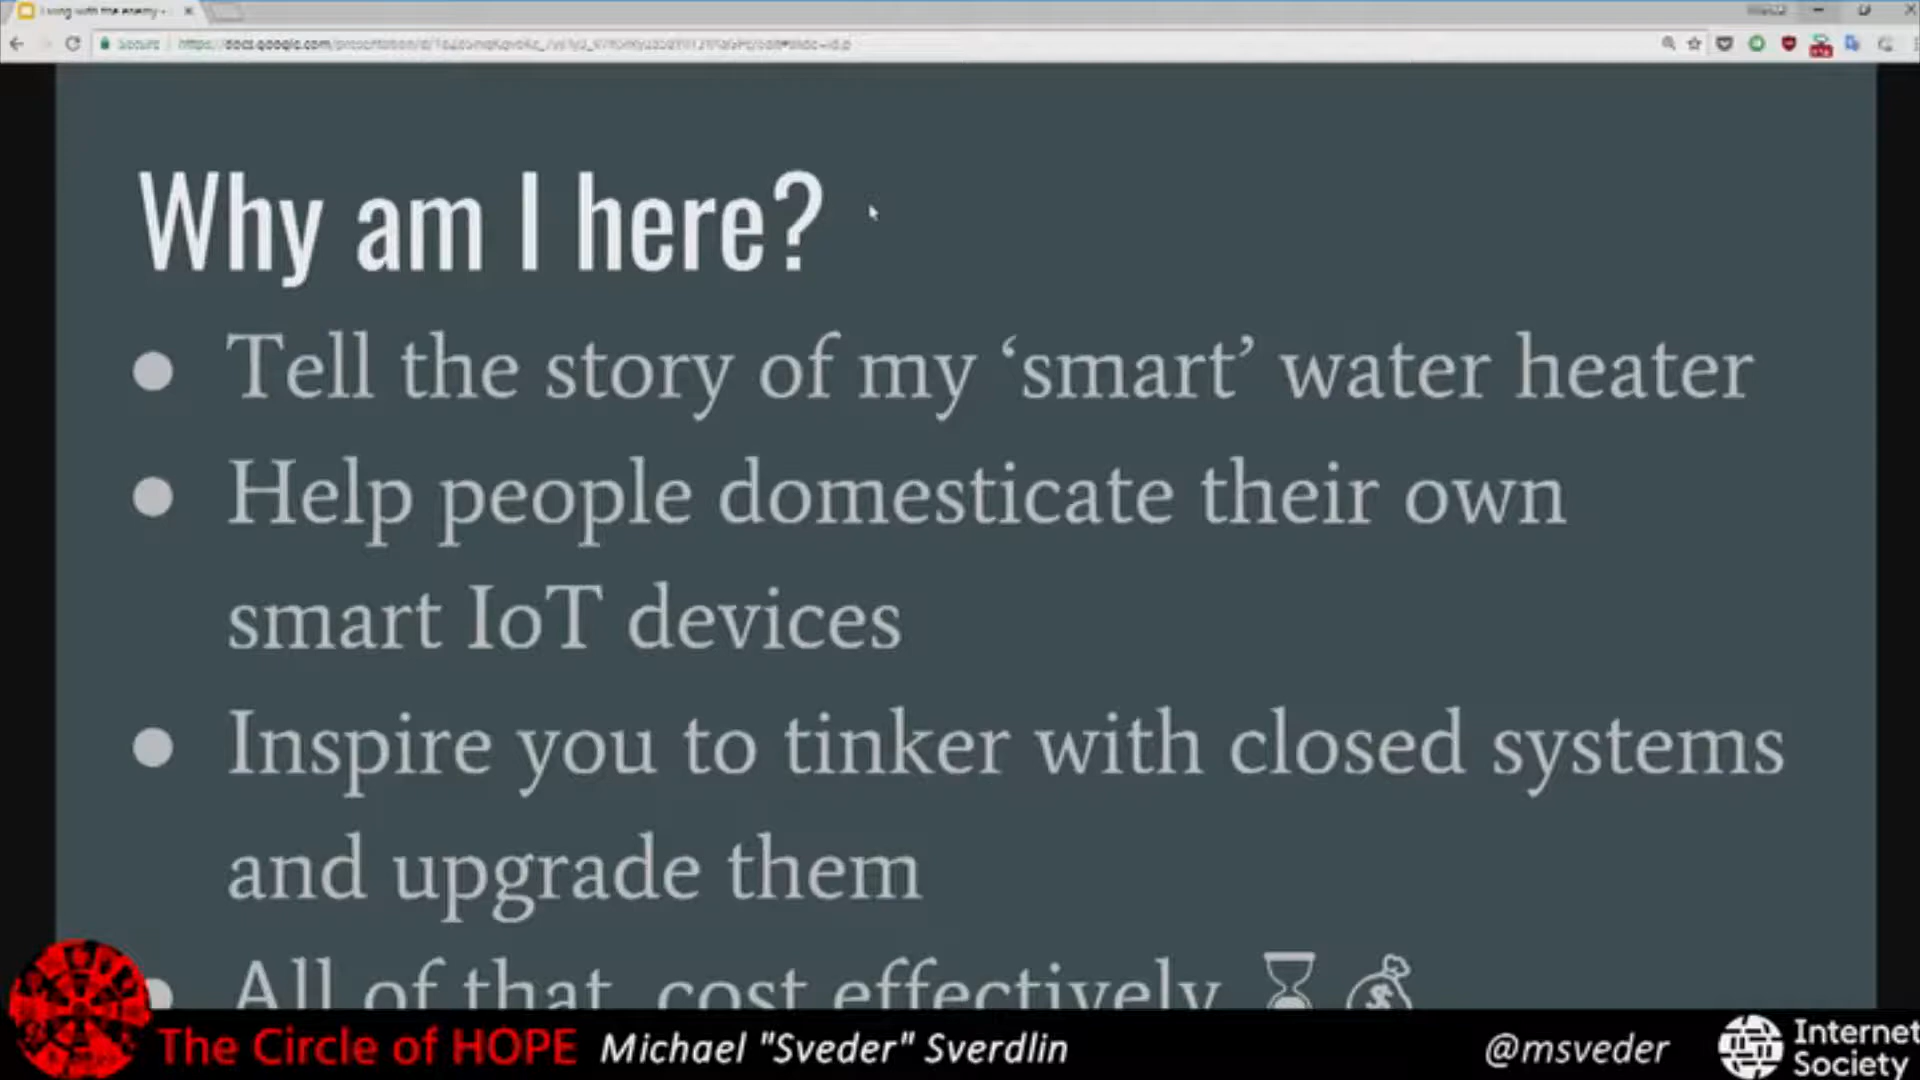 Secure
Why am I here?
● Tell the story of my ‘smart’ water heater
● Help people domesticate their own
smart IoT devices
● Inspire you to tinker with closed systems
and upgrade them
● All of that, cost effectively
The Circle of HOPE Michael "Sveder" Sverdlin @msveder Internet
Society